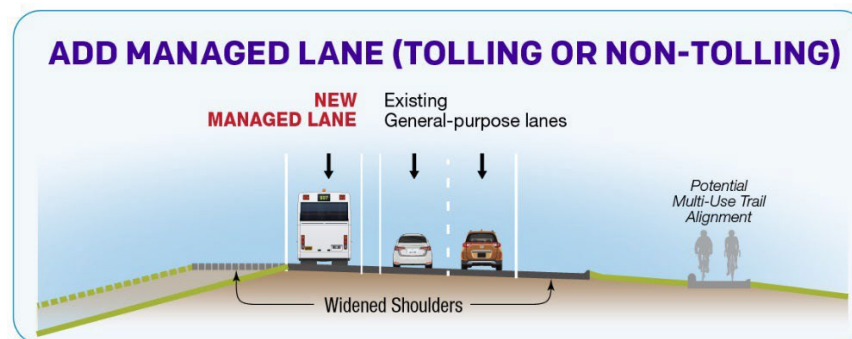 ADD MANAGED LANE (TOLLING OR NON-TOLLING)
NEW
MANAGED LANE
Existing
General-purpose lanes
Potential
Multi-Use Trail
Alignment
Widened Shoulders